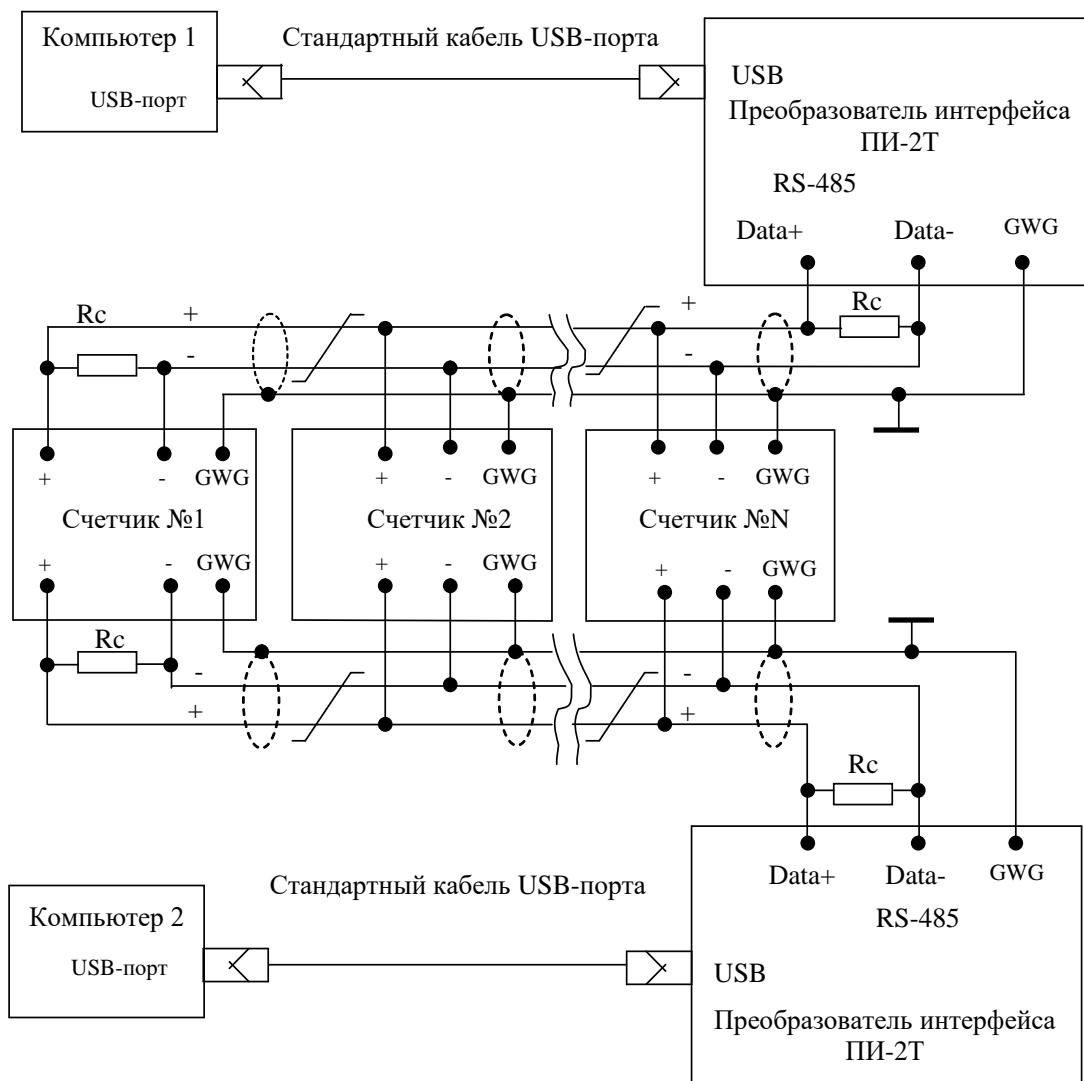 Компьютер 1
USB-порт
Стандартный кабель USB-порта
USB
Преобразователь интерфейса
ПИ-2Т
RS-485
Data+ Data- GWG
Rc + + Rc
- -
+ - GWG + - GWG + - GWG
Счетчик №1 Счетчик №2 Счетчик №N
+ - GWG + - GWG + - GWG
Rc
- -
+ +
Rc
Data+ Data- GWG
RS-485
Стандартный кабель USB-порта
Компьютер 2
USB-порт
USB
Преобразователь интерфейса
ПИ-2Т